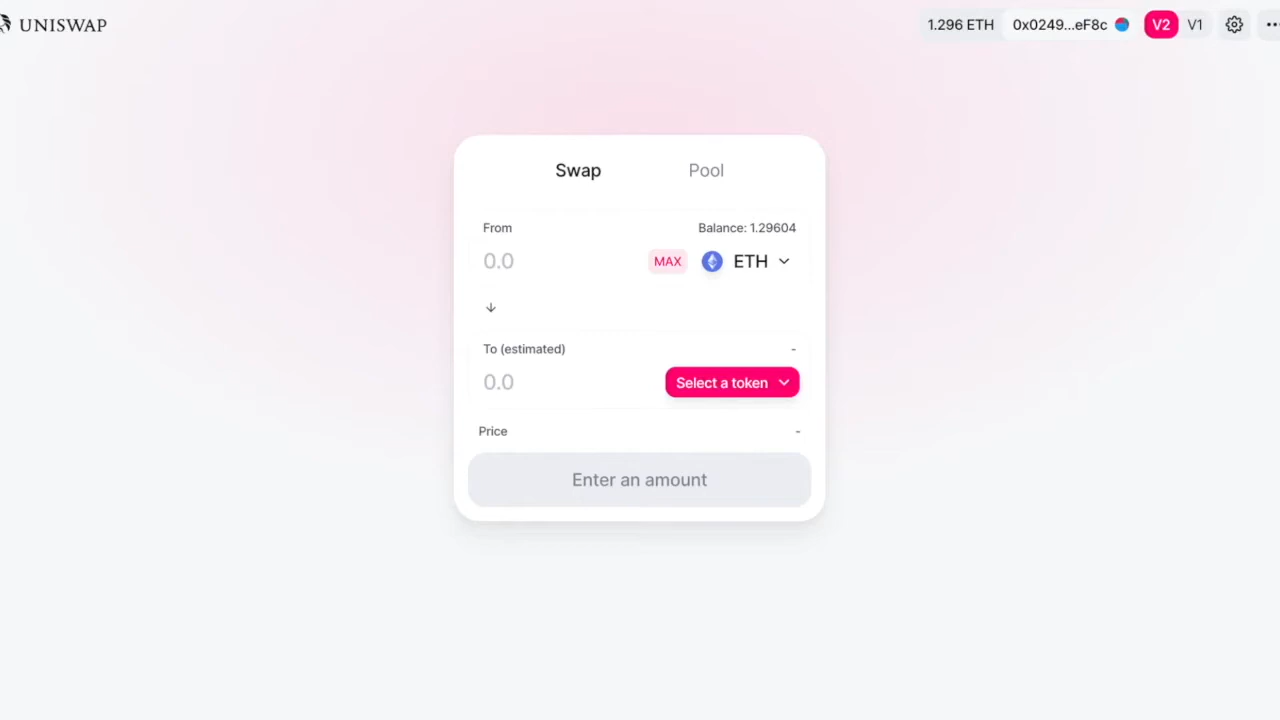 UNISWAP
1.296 ETH 0x0249...eF8c V2 V1
Swap Pool
From Balance: 1.29604
0.0 MAX ETH
To (estimated) -
0.0 Select a token
Price -
Enter an amount